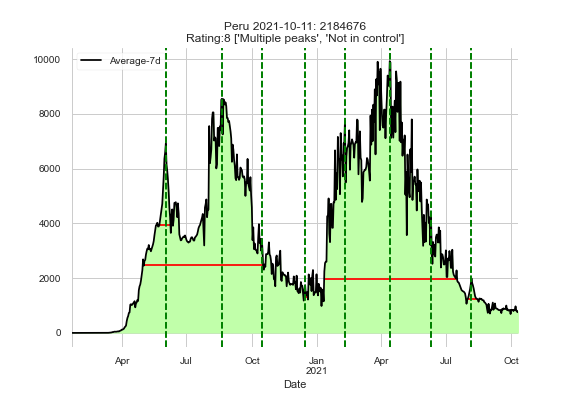 Peru 2021-10-11: 2184676
Rating:8 ['Multiple peaks', 'Not in control']
Average-7d
10000
8000
6000
4000
2000
0
Apr Jul Oct Jan Apr Jul Oct
2021
Date